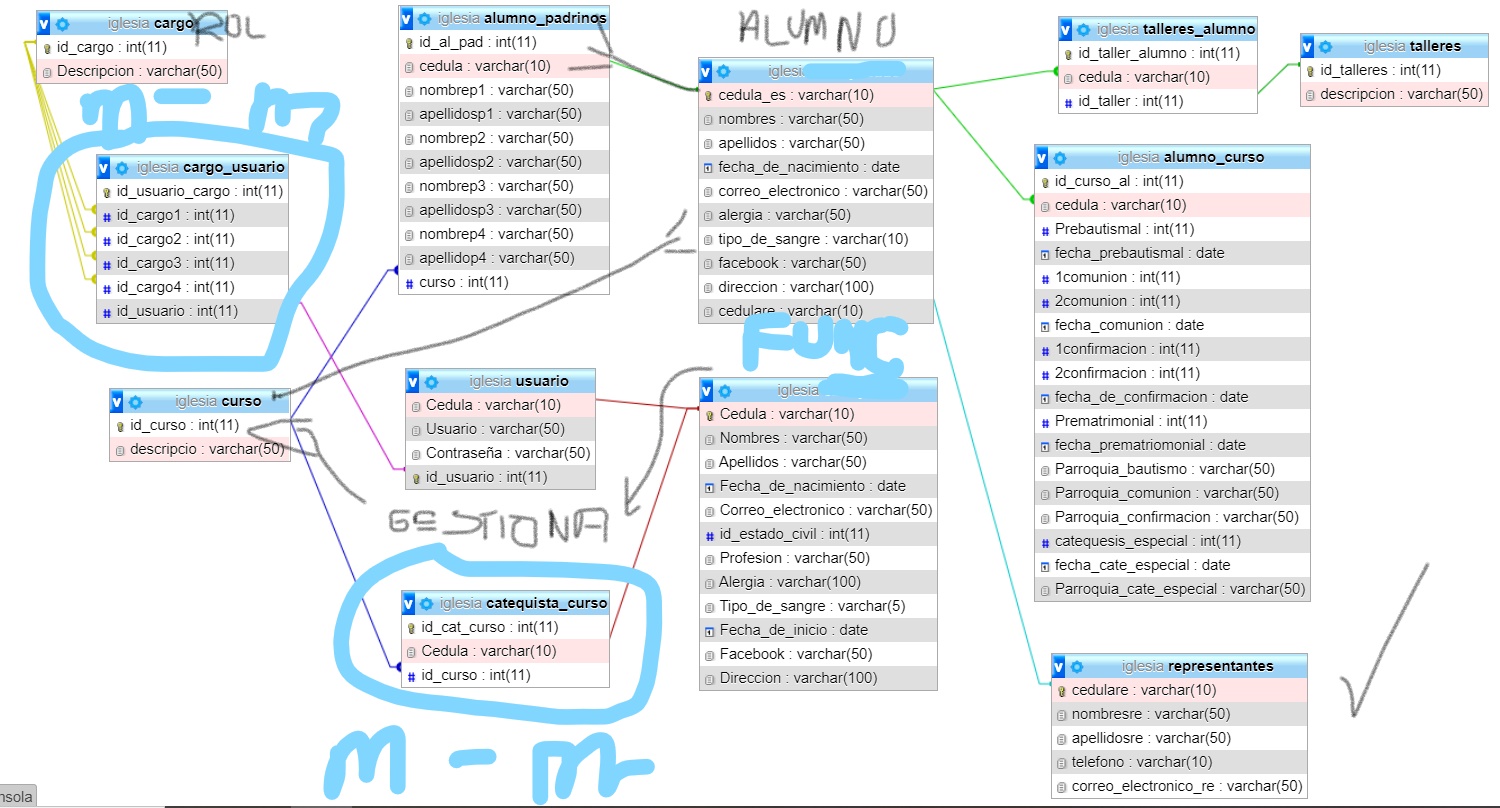 iglesia cargo
id_cargo : int(11)
Descripcion : varchar(50)
ROL
n - m
iglesia cargo_usuario
id_usuario_cargo : int(11)
id_cargo1 : int(11)
id_cargo2 : int(11)
id_cargo3 : int(11)
id_cargo4 : int(11)
id_usuario : int(11)
iglesia curso
id_curso : int(11)
descripcio : varchar(50)
iglesia alumno_padrinos
id_al_pad : int(11)
cedula : varchar(10)
nombrep1 : varchar(50)
apellidosp1 : varchar(50)
nombrep2 : varchar(50)
apellidosp2 : varchar(50)
nombrep3 : varchar(50)
apellidosp3 : varchar(50)
nombrep4 : varchar(50)
apellidop4 : varchar(50)
curso : int(11)
iglesia usuario
Cedula : varchar(10)
Usuario : varchar(50)
Contraseña : varchar(50)
id_usuario : int(11)
GESTIONA
iglesia catequista_curso
id_cat_curso : int(11)
Cedula : varchar(10)
id_curso : int(11)
m - m
ALUMNO
iglesi
cedula_es : varchar(10)
nombres : varchar(50)
apellidos : varchar(50)
fecha_de_nacimiento : date
correo_electronico : varchar(50)
alergia : varchar(50)
tipo_de_sangre : varchar(10)
facebook : varchar(50)
direccion : varchar(100)
cedulare : varchar(10)
FUNC
iglesia
Cedula : varchar(10)
Nombres : varchar(50)
Apellidos : varchar(50)
Fecha_de_nacimiento : date
Correo_electronico : varchar(50)
id_estado_civil : int(11)
Profesion : varchar(50)
Alergia : varchar(100)
Tipo_de_sangre : varchar(5)
Fecha_de_inicio : date
Facebook : varchar(50)
Direccion : varchar(100)
iglesia talleres_alumno
id_taller_alumno : int(11)
cedula : varchar(10)
id_taller : int(11)
iglesia talleres
id_talleres : int(11)
descripcion : varchar(50)
iglesia alumno_curso
id_curso_al : int(11)
cedula : varchar(10)
Prebautismal : int(11)
fecha_prebautismal : date
1comunion : int(11)
2comunion : int(11)
fecha_comunion : date
1confirmacion : int(11)
2confirmacion : int(11)
fecha_de_confirmacion : date
Prematrimonial : int(11)
fecha_prematriomonial : date
Parroquia_bautismo : varchar(50)
Parroquia_comunion : varchar(50)
Parroquia_confirmacion : varchar(50)
catequesis_especial : int(11)
fecha_cate_especial : date
Parroquia_cate_especial : varchar(50)
iglesia representantes
cedulare : varchar(10)
nombresre : varchar(50)
apellidosre : varchar(50)
telefono : varchar(10)
correo_electronico_re : varchar(50)
nsola